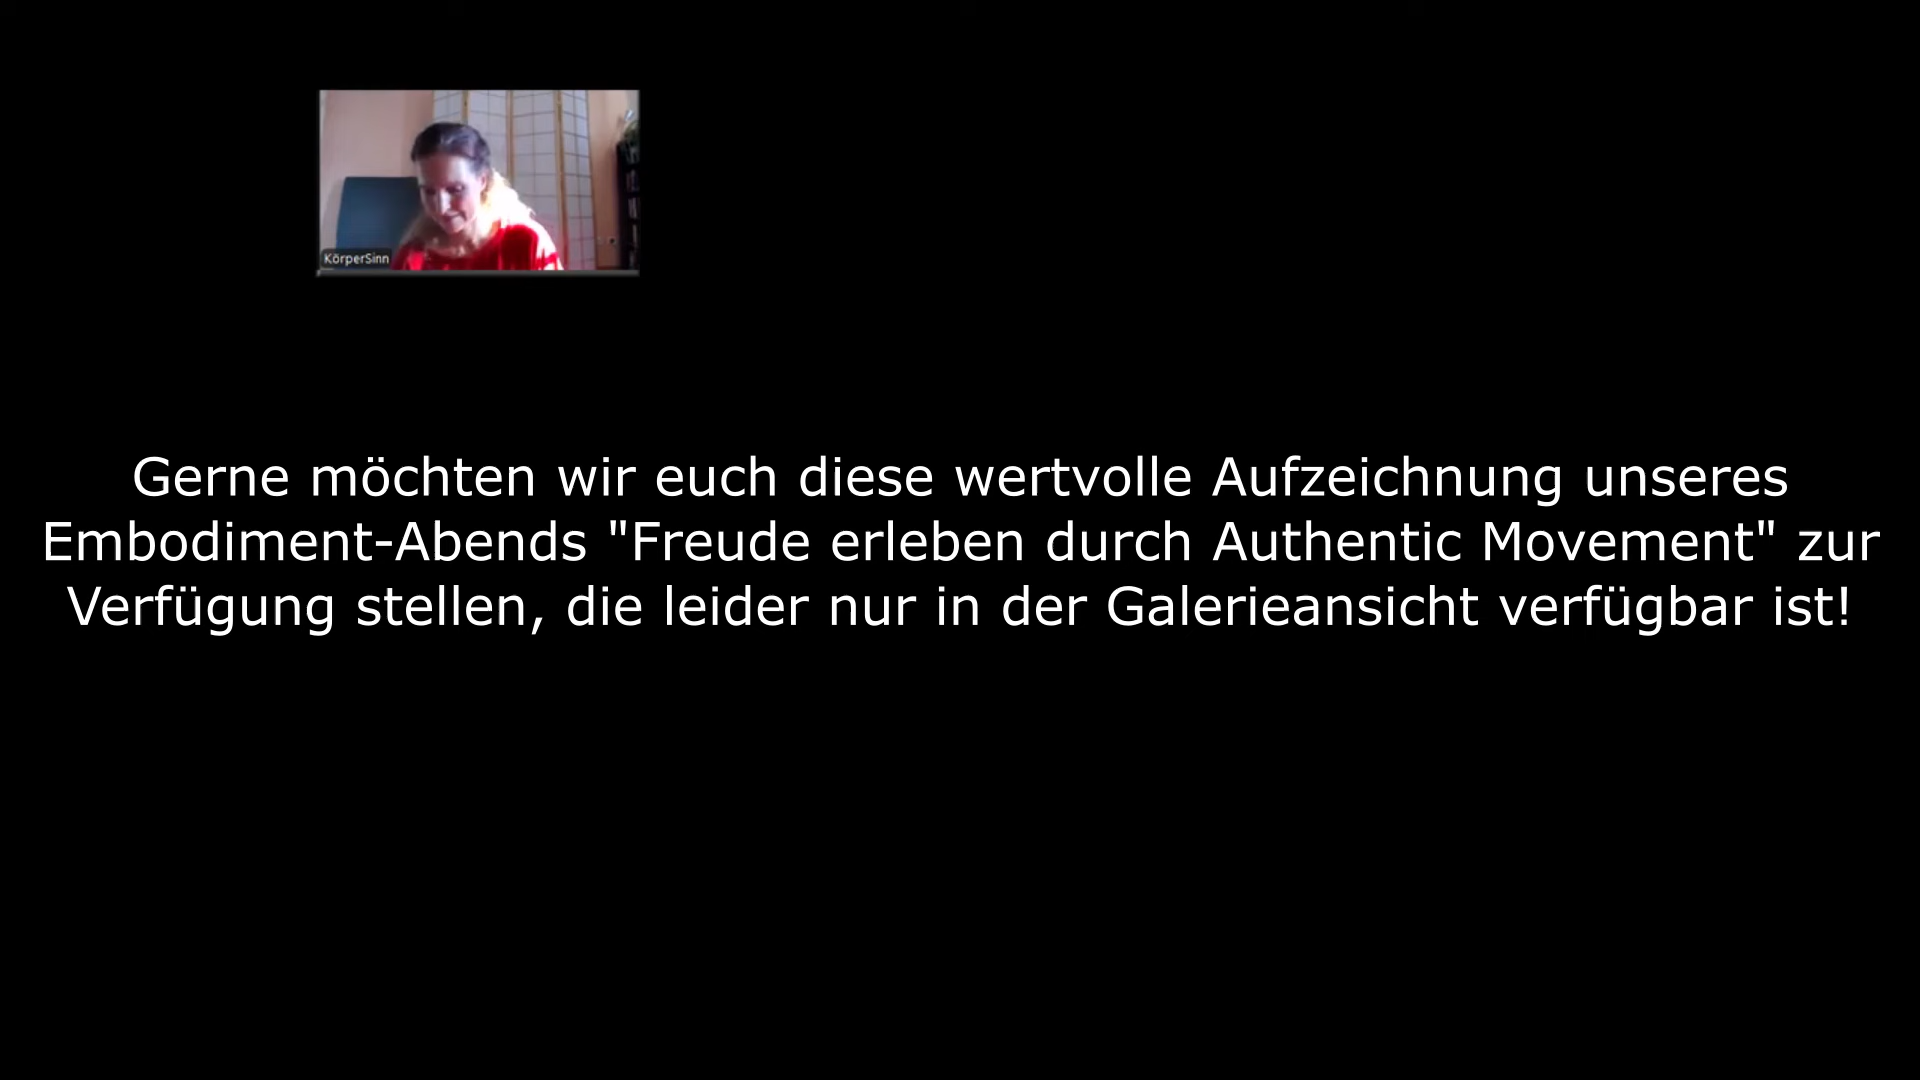 KörperSinn
Gerne möchten wir euch diese wertvolle Aufzeichnung unseres
Embodiment-Abends "Freude erleben durch Authentic Movement" zur
Verfügung stellen, die leider nur in der Galerieansicht verfügbar ist!